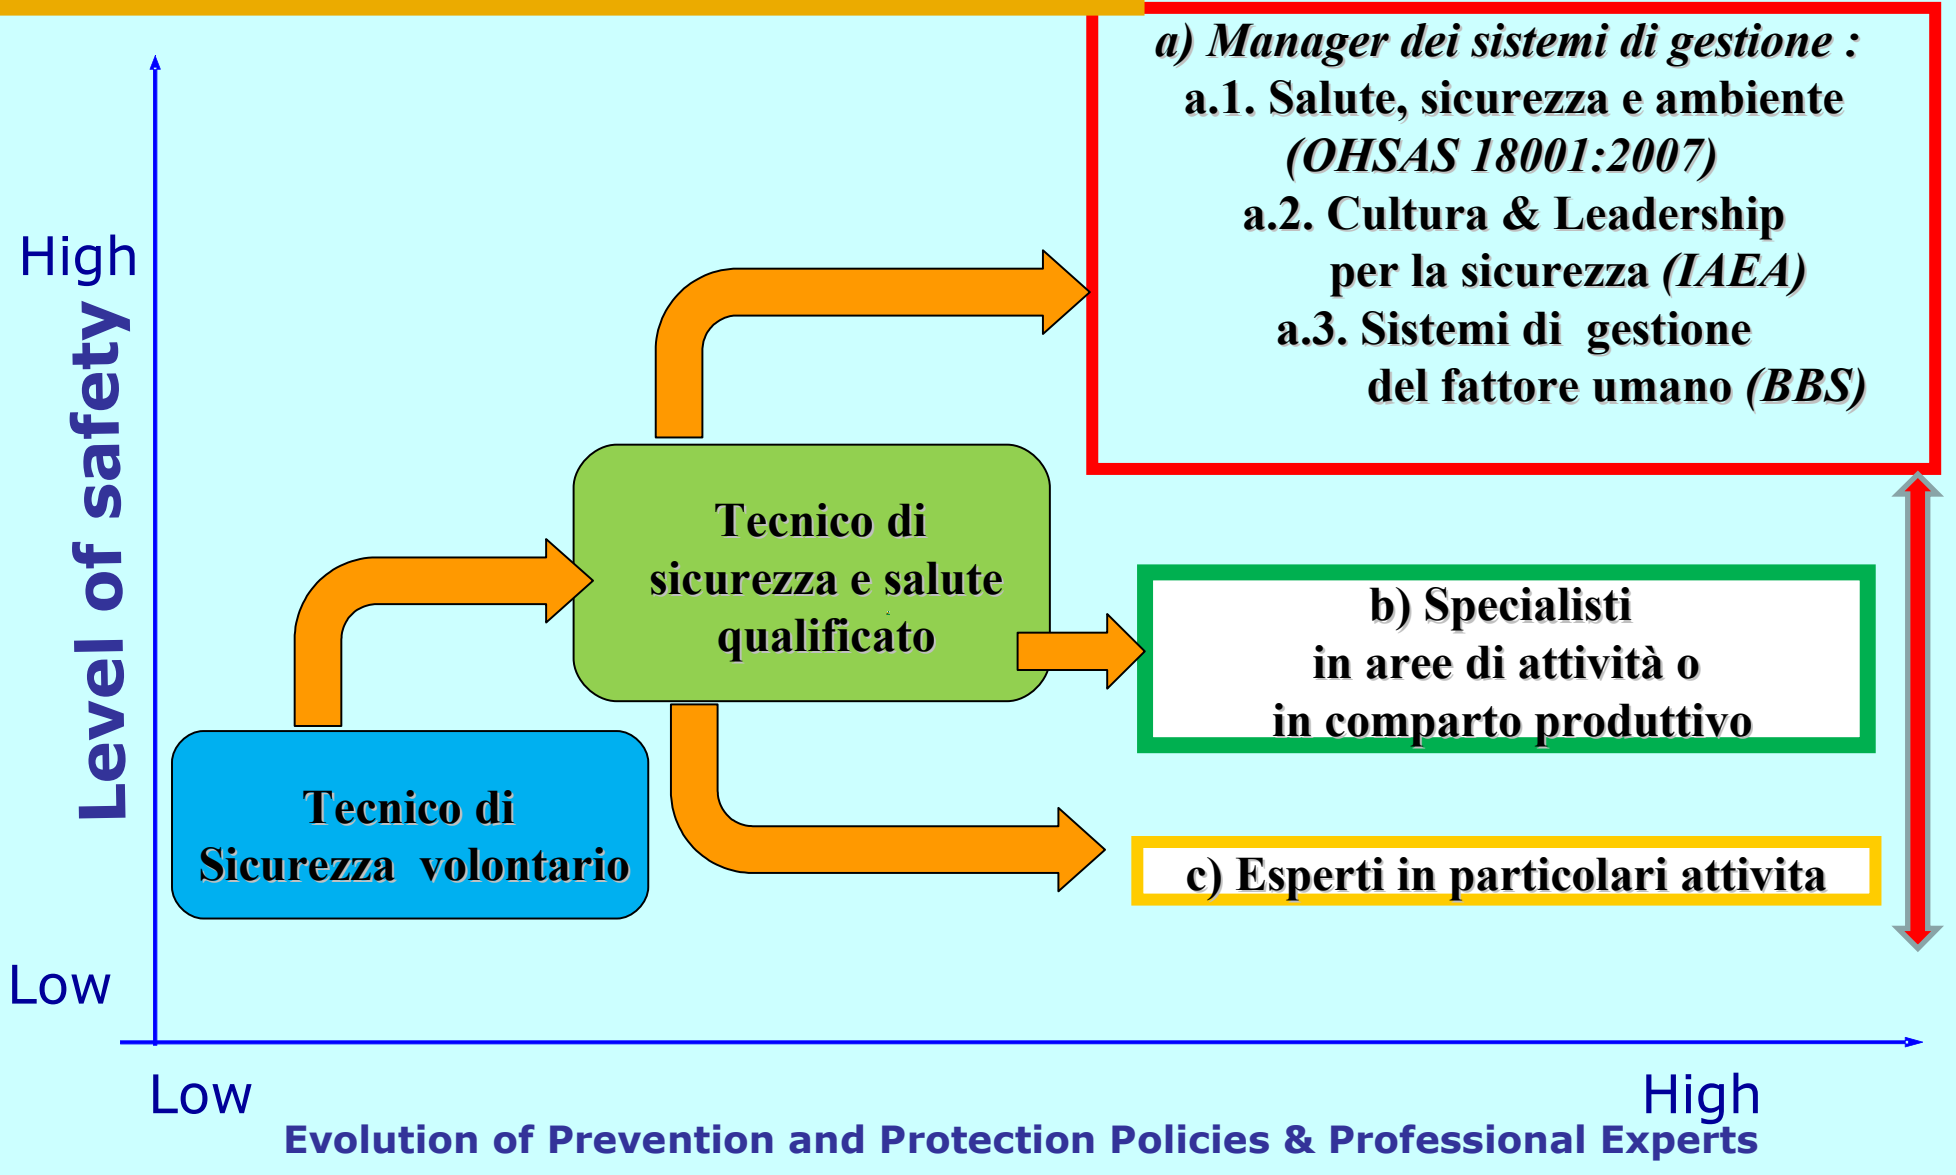 a) Manager dei sistemi di gestione :
a.1. Salute, sicurezza e ambiente
(OHSAS 18001:2007)
a.2. Cultura & Leadership
per la sicurezza (IAEA)
a.3. Sistemi di gestione
del fattore umano (BBS)
High
Level of safety
Low
Tecnico di
sicurezza e salute
qualificato
b) Specialisti
in aree di attività o
in comparto produttivo
Tecnico di
Sicurezza volontario
c) Esperti in particolari attivita
Low
High
Evolution of Prevention and Protection Policies & Professional Experts